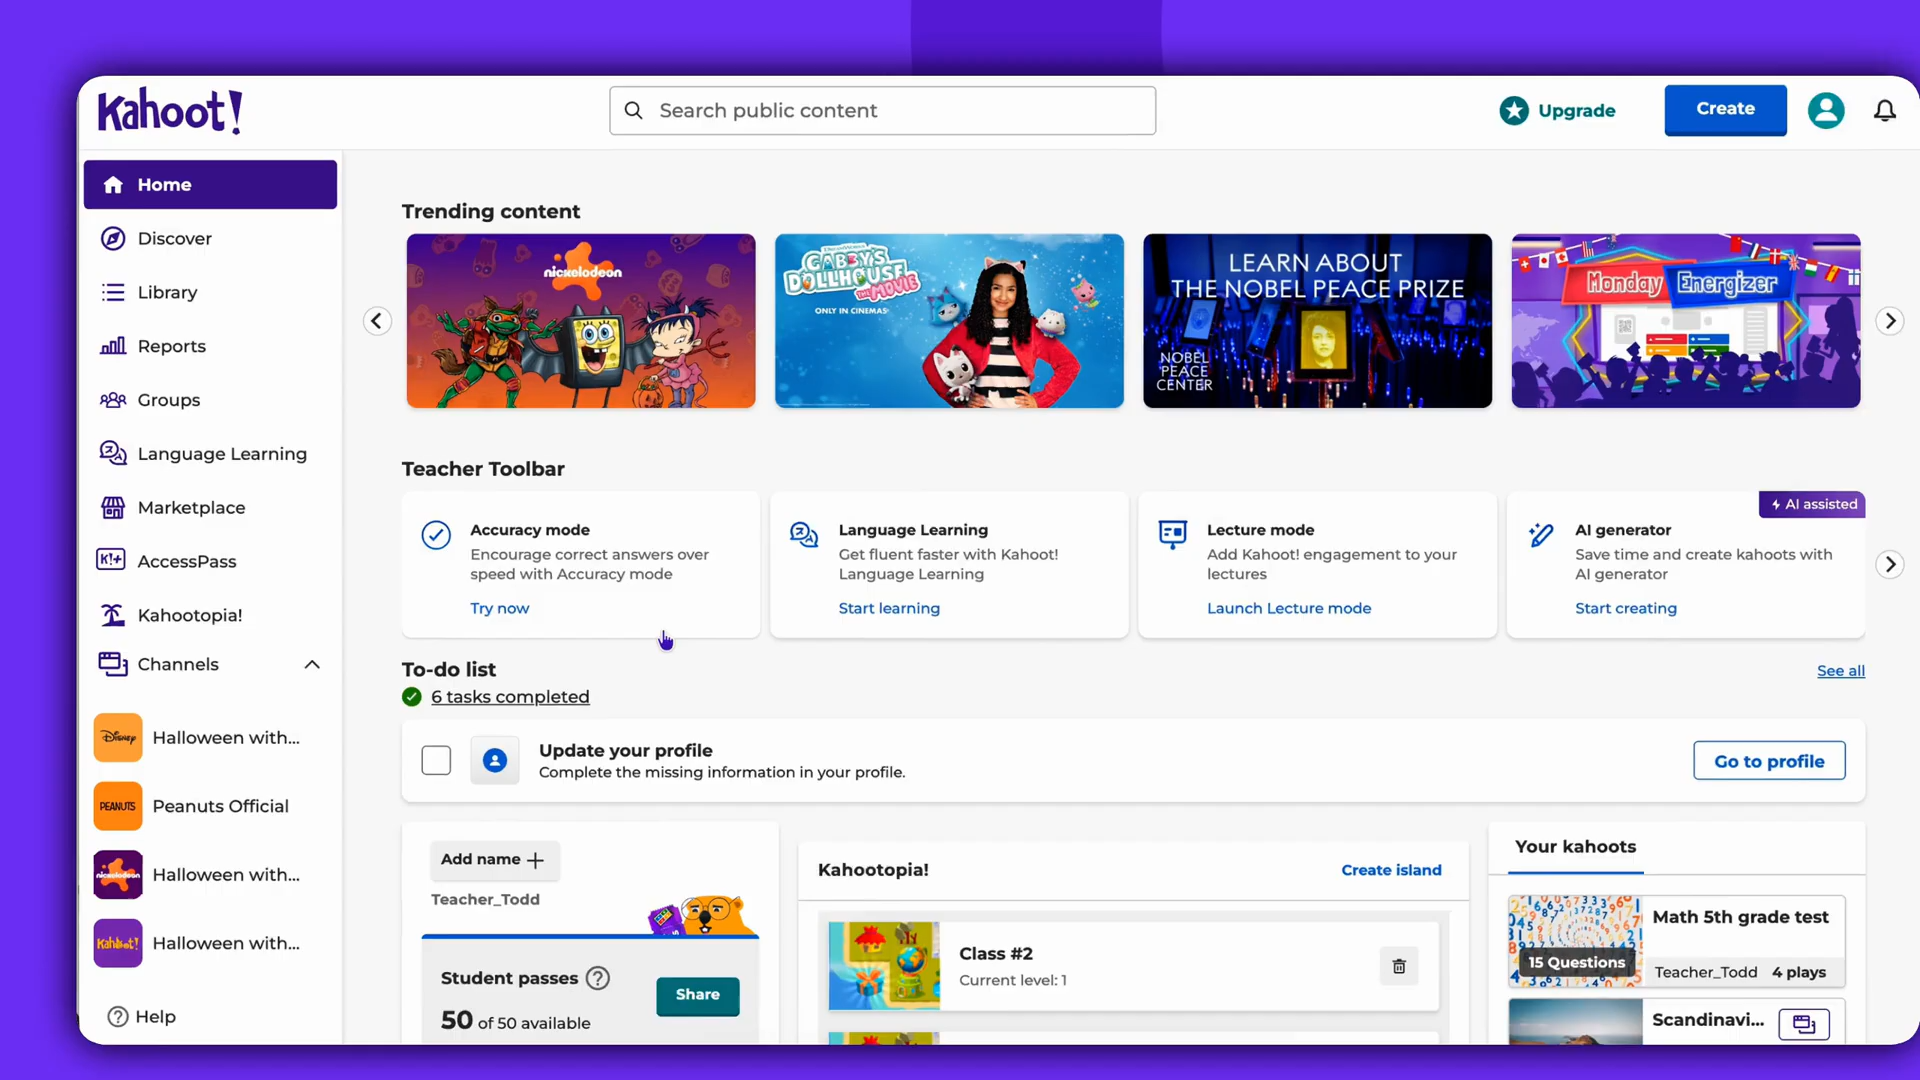 Kahoot!
Search public content
Upgrade
Create
Home
Discover
Library
Reports
Groups
Language Learning
Marketplace
K!+ AccessPass
Kahootopia!
Channels
DISNEY Halloween with...
PEANUTS Peanuts Official
nickelodeon Halloween with...
Kahoot! Halloween with...
Help
Trending content
nickelodeon
GABBY'S
DOLLHOUSE
THE MOVIE
ONLY IN CINEMAS
LEARN ABOUT
THE NOBEL PEACE PRIZE
NOBEL
PEACE
CENTER
Monday Energizer
Teacher Toolbar
Accuracy mode
Encourage correct answers over
speed with Accuracy mode
Try now
Language Learning
Get fluent faster with Kahoot!
Language Learning
Start learning
Lecture mode
Add Kahoot! engagement to your
lectures
Launch Lecture mode
AI assisted
AI generator
Save time and create kahoots with
AI generator
Start creating
To-do list
See all
6 tasks completed
Update your profile
Complete the missing information in your profile.
Go to profile
Add name +
Teacher_Todd
Student passes
Share
50 of 50 available
Kahootopia!
Create island
Class #2
Current level: 1
Your kahoots
Math 5th grade test
15 Questions
Teacher_Todd 4 plays
Scandinavi...